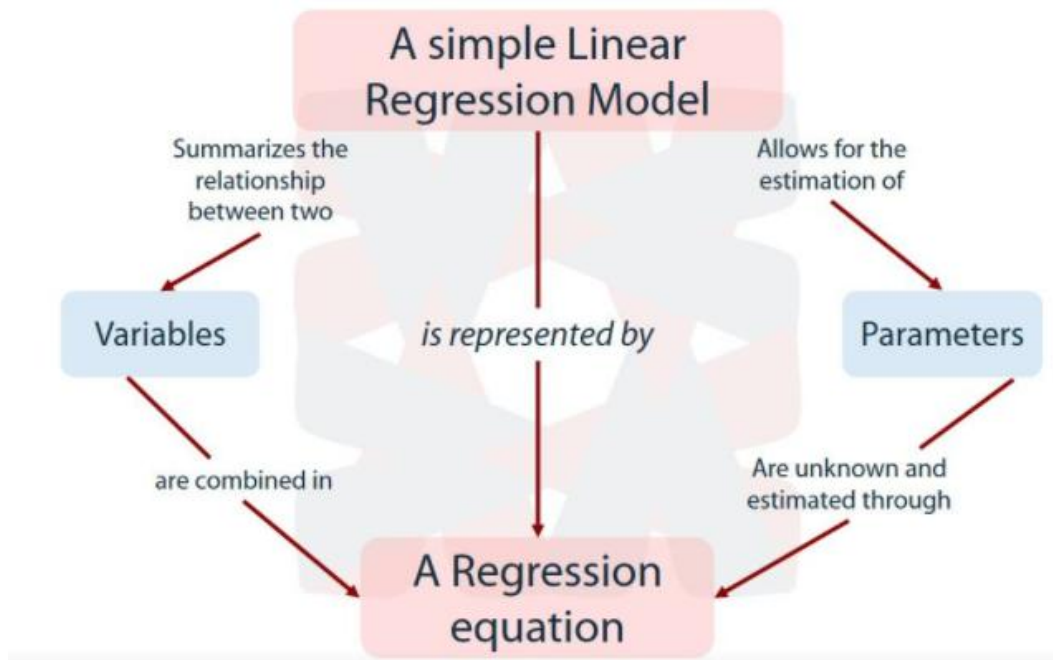 A simple Linear
Regression Model
Summarizes the
relationship
between two
Allows for the
estimation of
Variables
is represented by
Parameters
are combined in
Are unknown and
estimated through
A Regression
equation